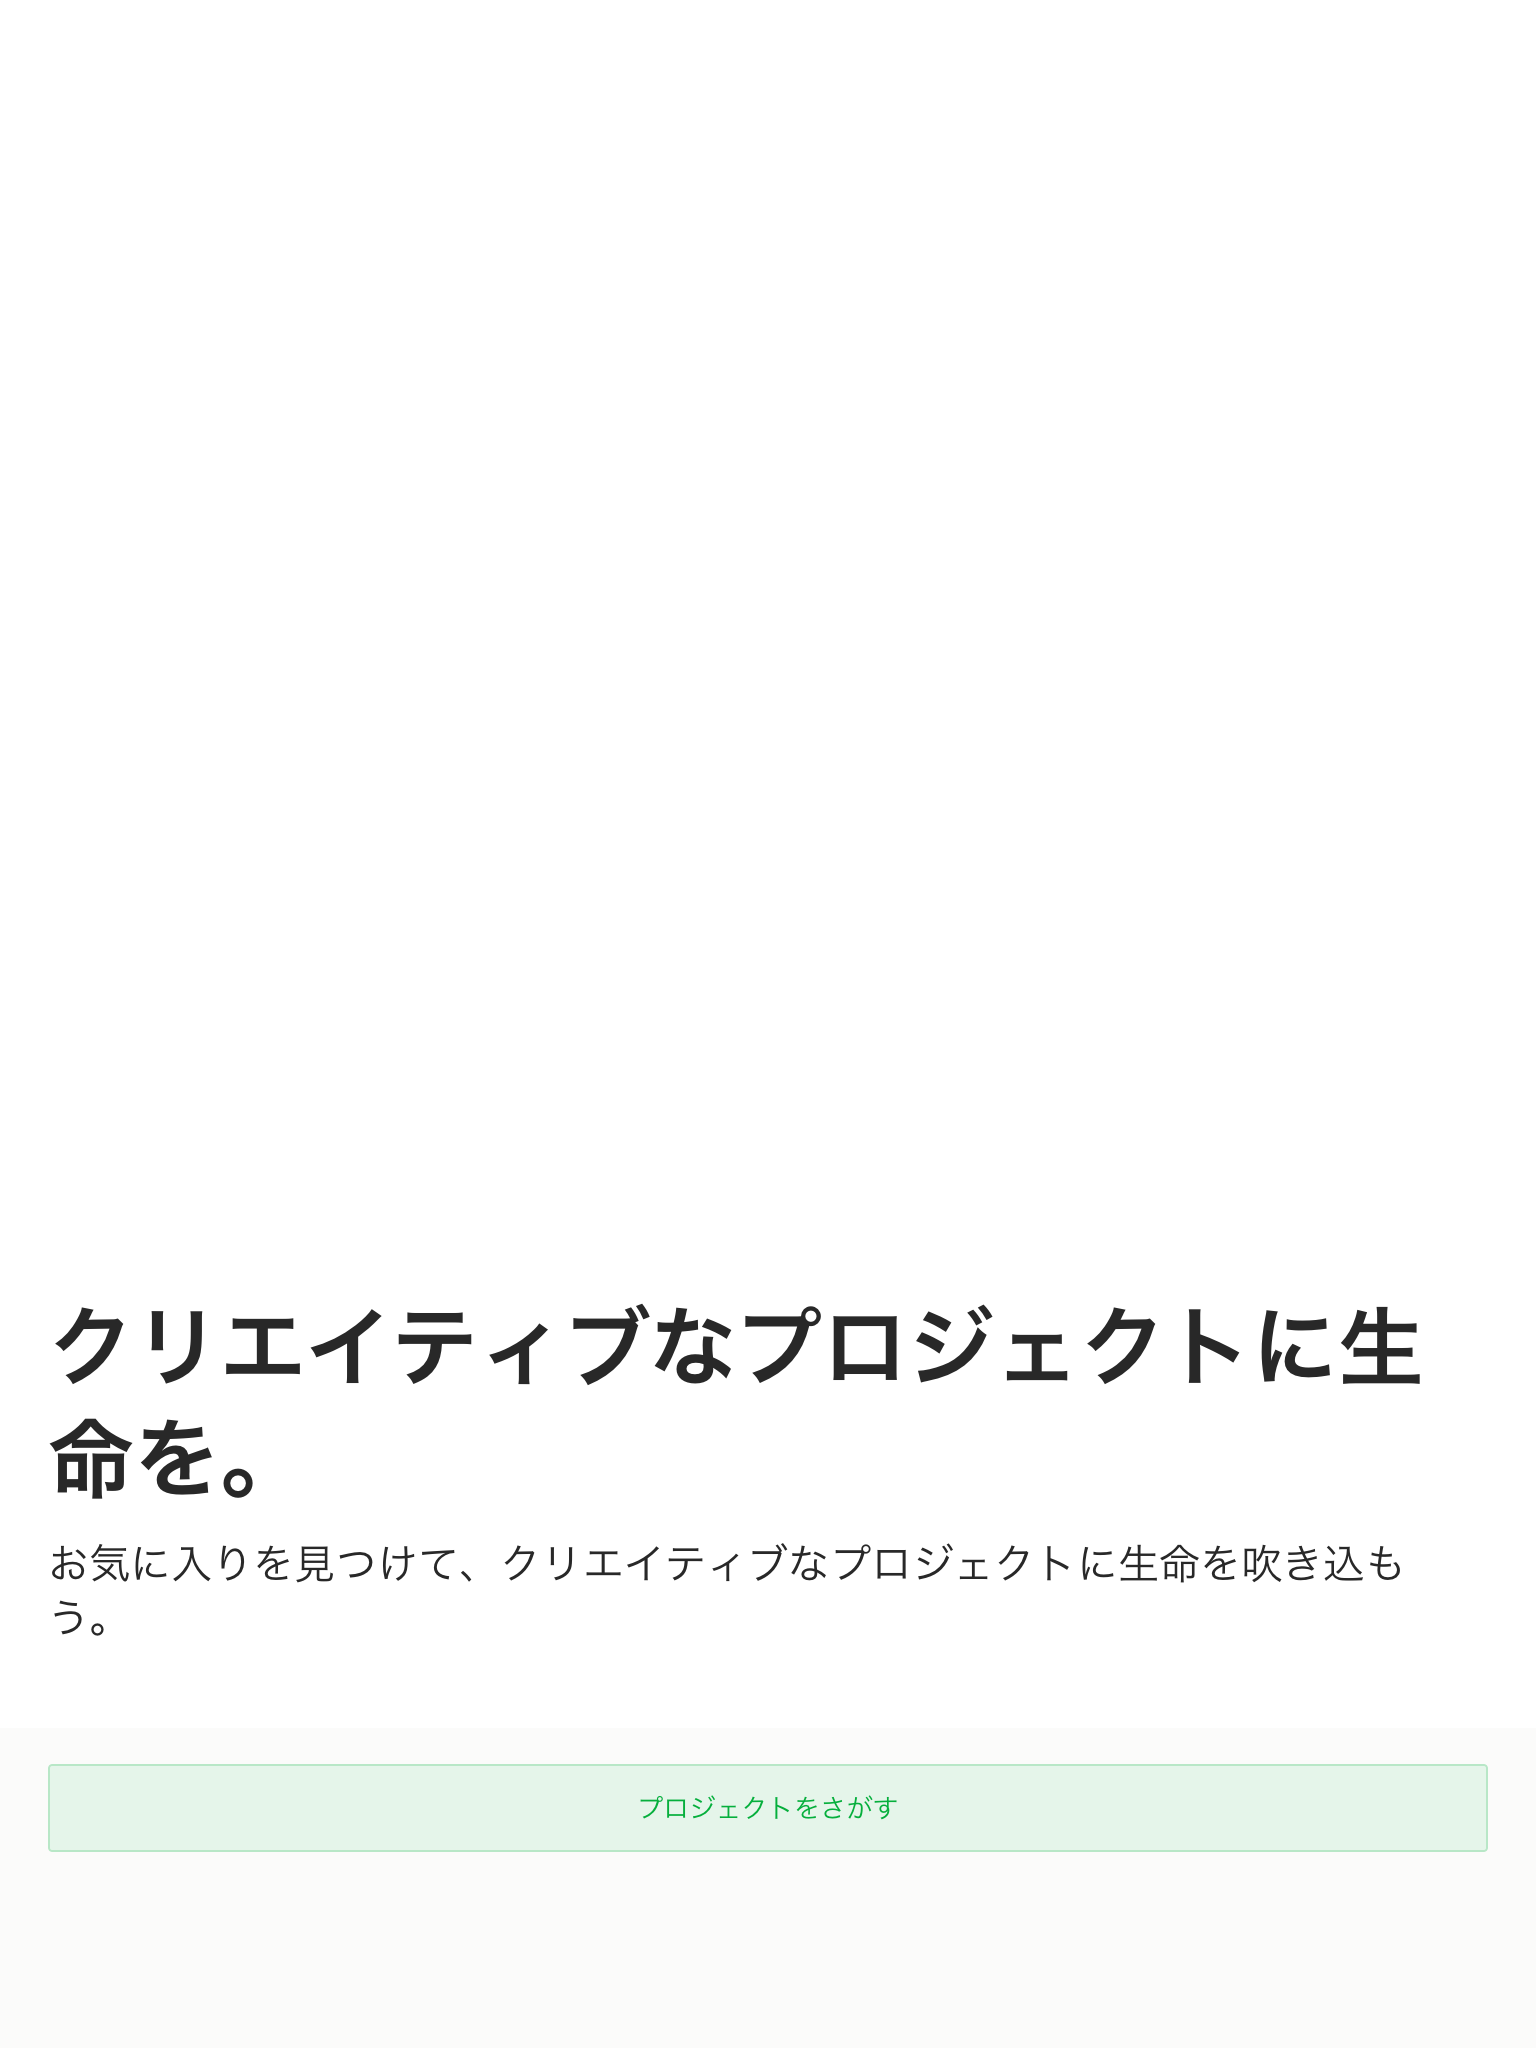 クリエイティブなプロジェクトに生
命を。
お気に入りを見つけて、クリエイティブなプロジェクトに生命を吹き込も
う。
プロジェクトをさがす